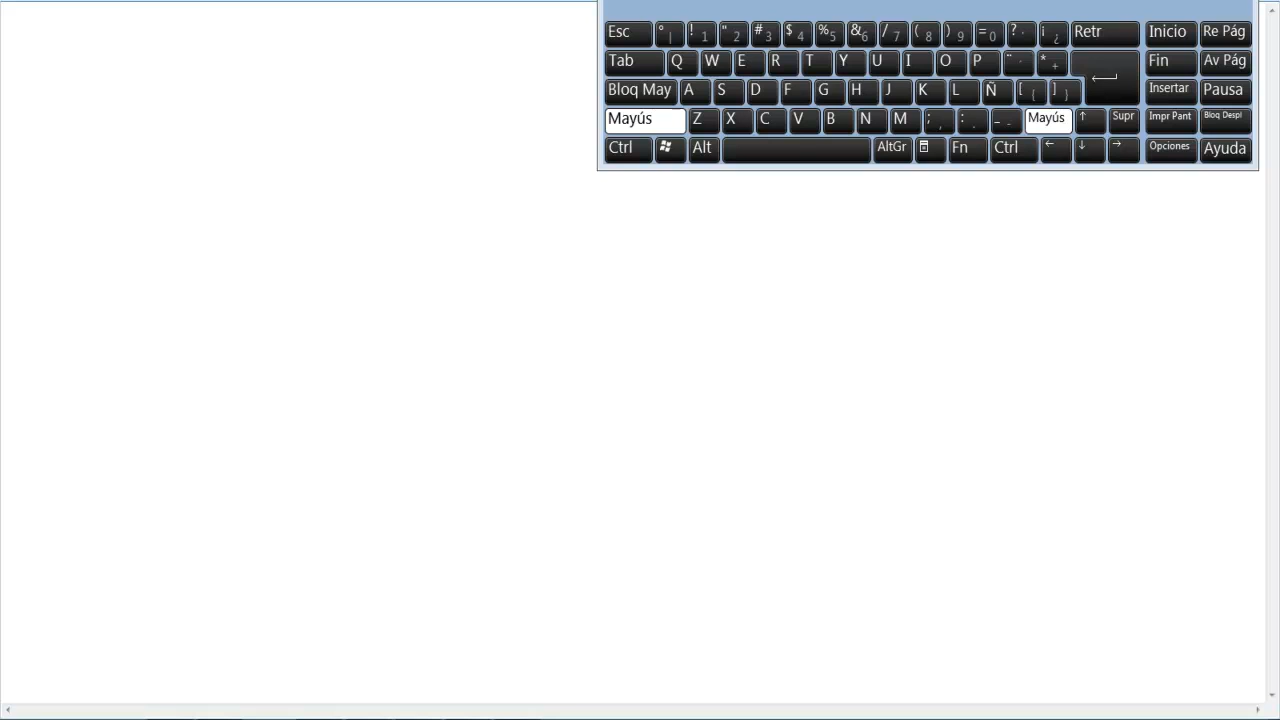 Esc ° | ! 1 " 2 # 3 $ 4 % 5 & 6 / 7 ( 8 ) 9 = 0 ? ' ¡ ¿ Retr Inicio Re Pág
Tab Q W E R T Y U I O P ¨ ´ * + Fin Av Pág
Bloq May A S D F G H J K L Ñ [ { ] } Insertar Pausa
Mayús Z X C V B N M ; , : . _ - Mayús ↑ Supr Impr Pant Bloq Despl
Ctrl Alt AltGr Fn Ctrl ← ↓ → Opciones Ayuda